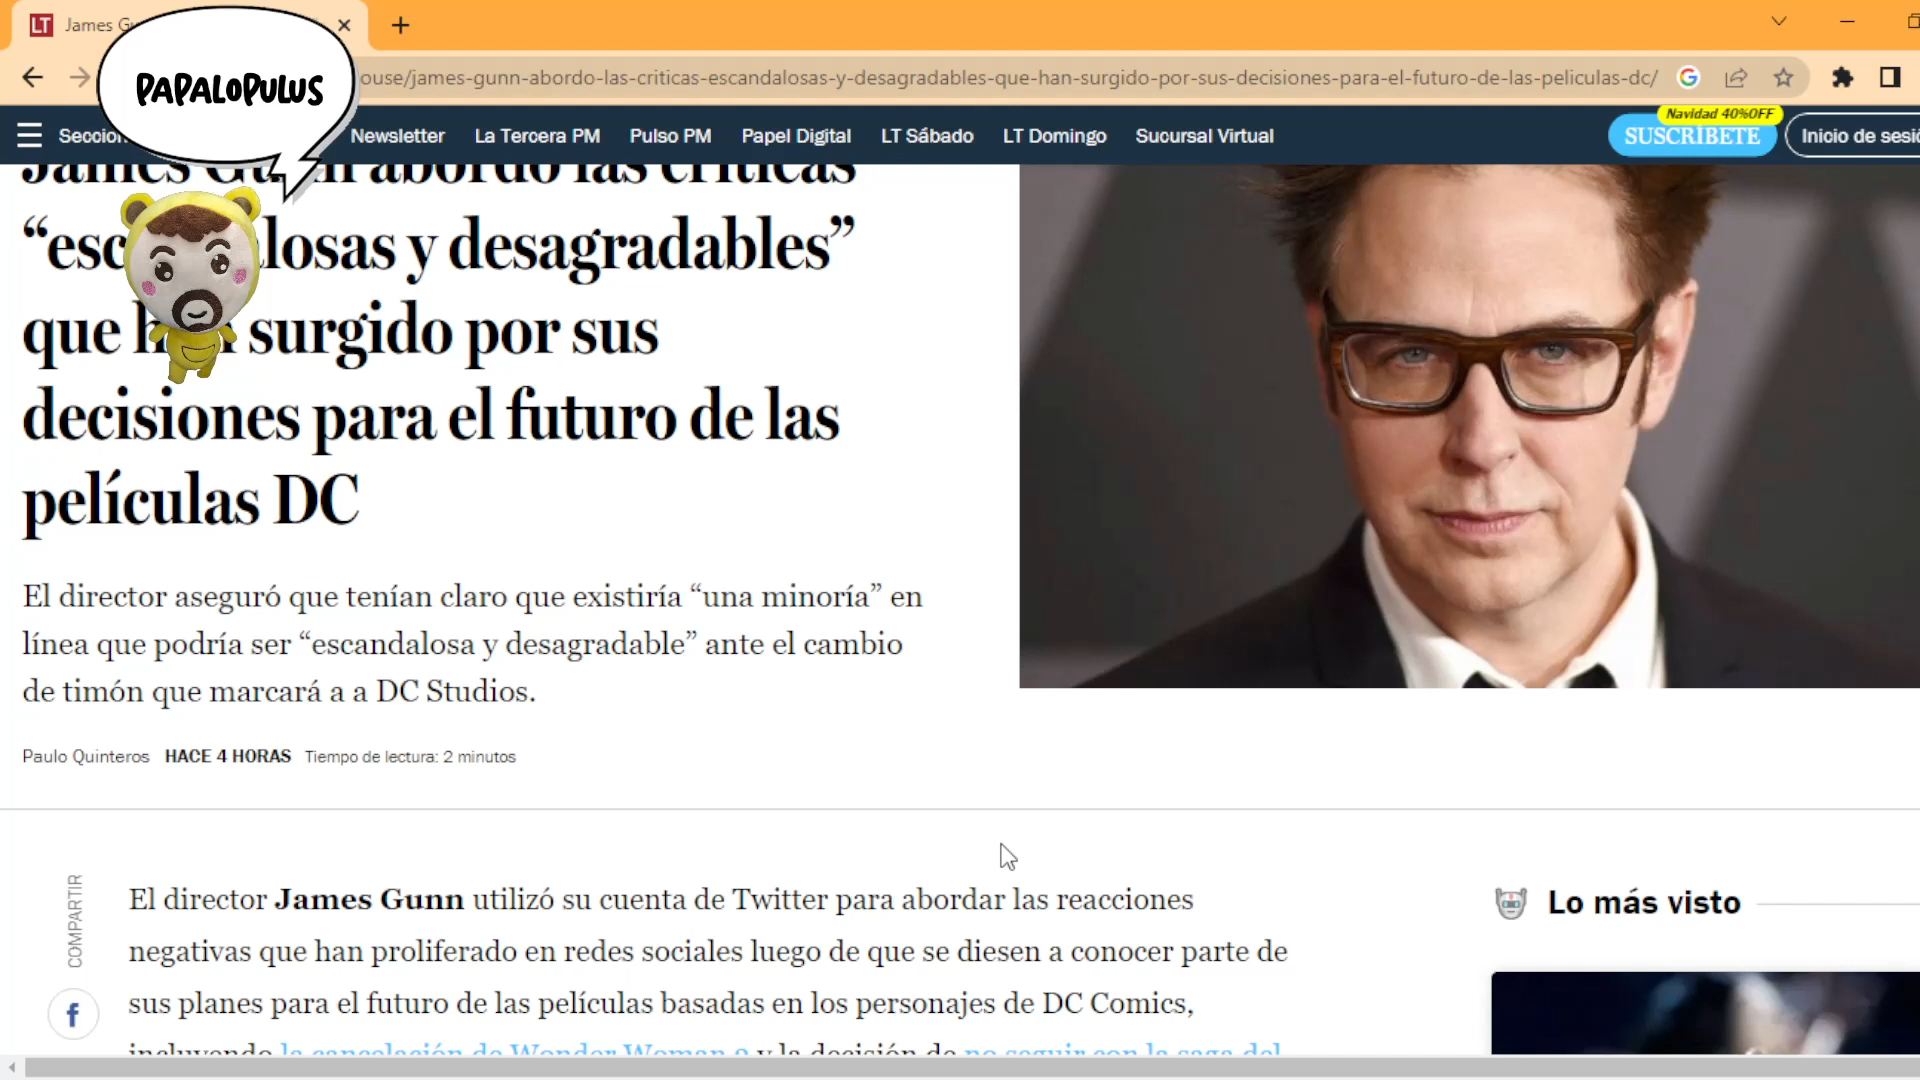 LT James Gu
PAPALOPULUS
ouse/james-gunn-abordo-las-criticas-escandalosas-y-desagradables-que-han-surgido-por-sus-decisiones-para-el-futuro-de-las-peliculas-dc/
Navidad 40%OFF
Seccion Newsletter La Tercera PM Pulso PM Papel Digital LT Sábado LT Domingo Sucursal Virtual SUSCRÍBETE Inicio de sesió
James Gunn abordó las críticas
“esc losas y desagradables”
que h n surgido por sus
decisiones para el futuro de las
películas DC
El director aseguró que tenían claro que existiría “una minoría” en
línea que podría ser “escandalosa y desagradable” ante el cambio
de timón que marcará a a DC Studios.
Paulo Quinteros HACE 4 HORAS Tiempo de lectura: 2 minutos
COMPARTIR
El director James Gunn utilizó su cuenta de Twitter para abordar las reacciones
negativas que han proliferado en redes sociales luego de que se diesen a conocer parte de
sus planes para el futuro de las películas basadas en los personajes de DC Comics,
incluyendo la cancelación de Wonder Woman 3 y la decisión de no seguir con la saga del
Lo más visto